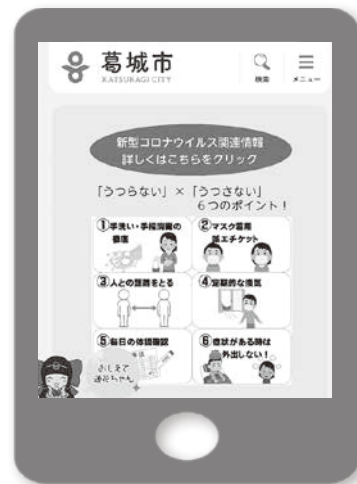 葛城市
KATSURAGI CITY
検索
メニュー
新型コロナウイルス関連情報
詳しくはこちらをクリック
「うつらない」×「うつさない」
6つのポイント!
①手洗い・手指消毒の
徹底
②マスク着用
咳エチケット
③人との距離をとる
④定期的な換気
⑤毎日の体調確認
⑥症状がある時は
外出しない!
おしえて
蓮花ちゃん